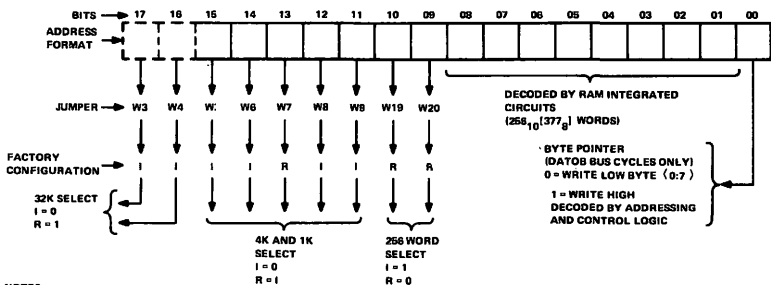 BITS 17 16 15 14 13 12 11 10 09 08 07 06 05 04 03 02 01 00
ADDRESS
FORMAT
JUMPER W3 W4 W: W6 W7 W8 W9 W19 W20
DECODED BY RAM INTEGRATED
CIRCUITS
(256₁₀[377₈] WORDS)
FACTORY
CONFIGURATION I I I I R I I R R
BYTE POINTER
(DATOB BUS CYCLES ONLY)
0 = WRITE LOW BYTE ⟨0:7⟩
1 = WRITE HIGH
DECODED BY ADDRESSING
AND CONTROL LOGIC
32K SELECT
I = 0
R = 1
4K AND 1K
SELECT
I = 0
R = I
256 WORD
SELECT
I = 1
R = 0